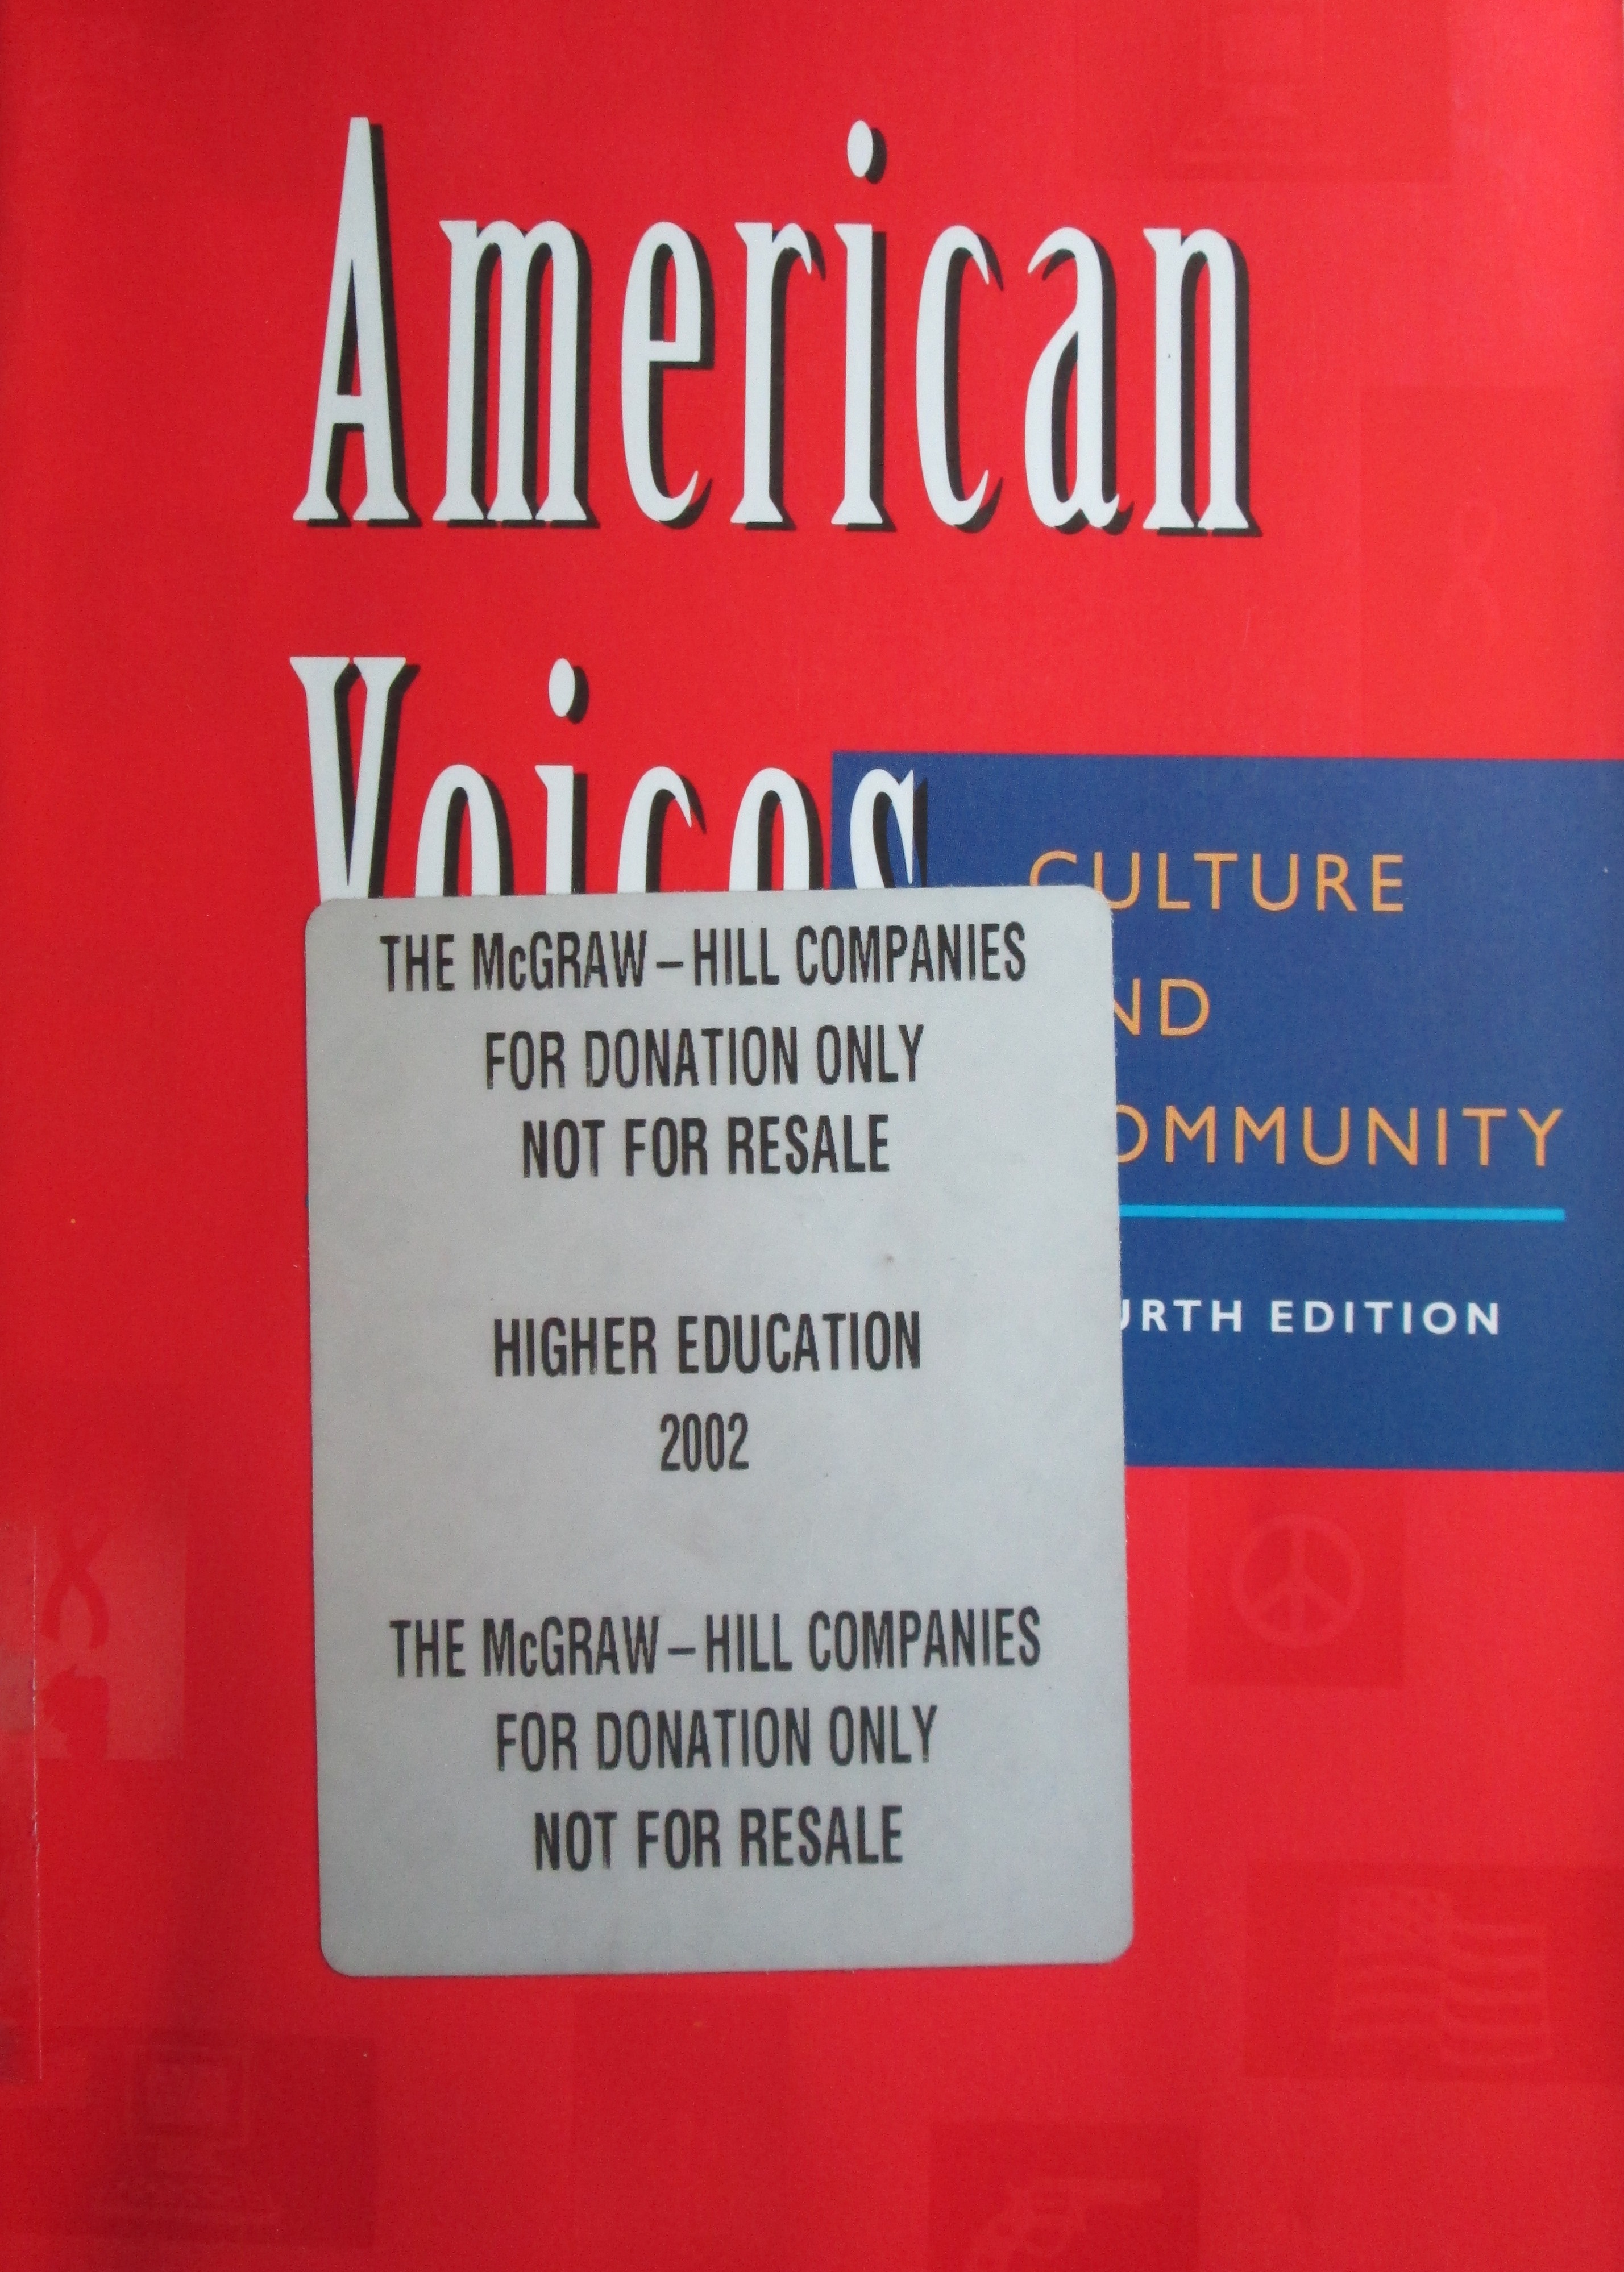 American
Voices
CULTURE
ND
OMMUNITY
URTH EDITION
THE McGRAW–HILL COMPANIES
FOR DONATION ONLY
NOT FOR RESALE
HIGHER EDUCATION
2002
THE McGRAW–HILL COMPANIES
FOR DONATION ONLY
NOT FOR RESALE